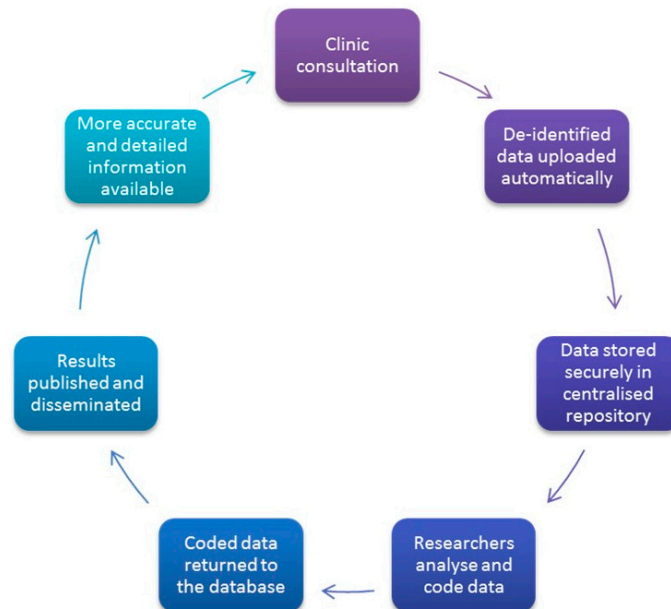 Clinic
consultation
De-identified
data uploaded
automatically
Data stored
securely in
centralised
repository
Researchers
analyse and
code data
Coded data
returned to
the database
Results
published and
disseminated
More accurate
and detailed
information
available